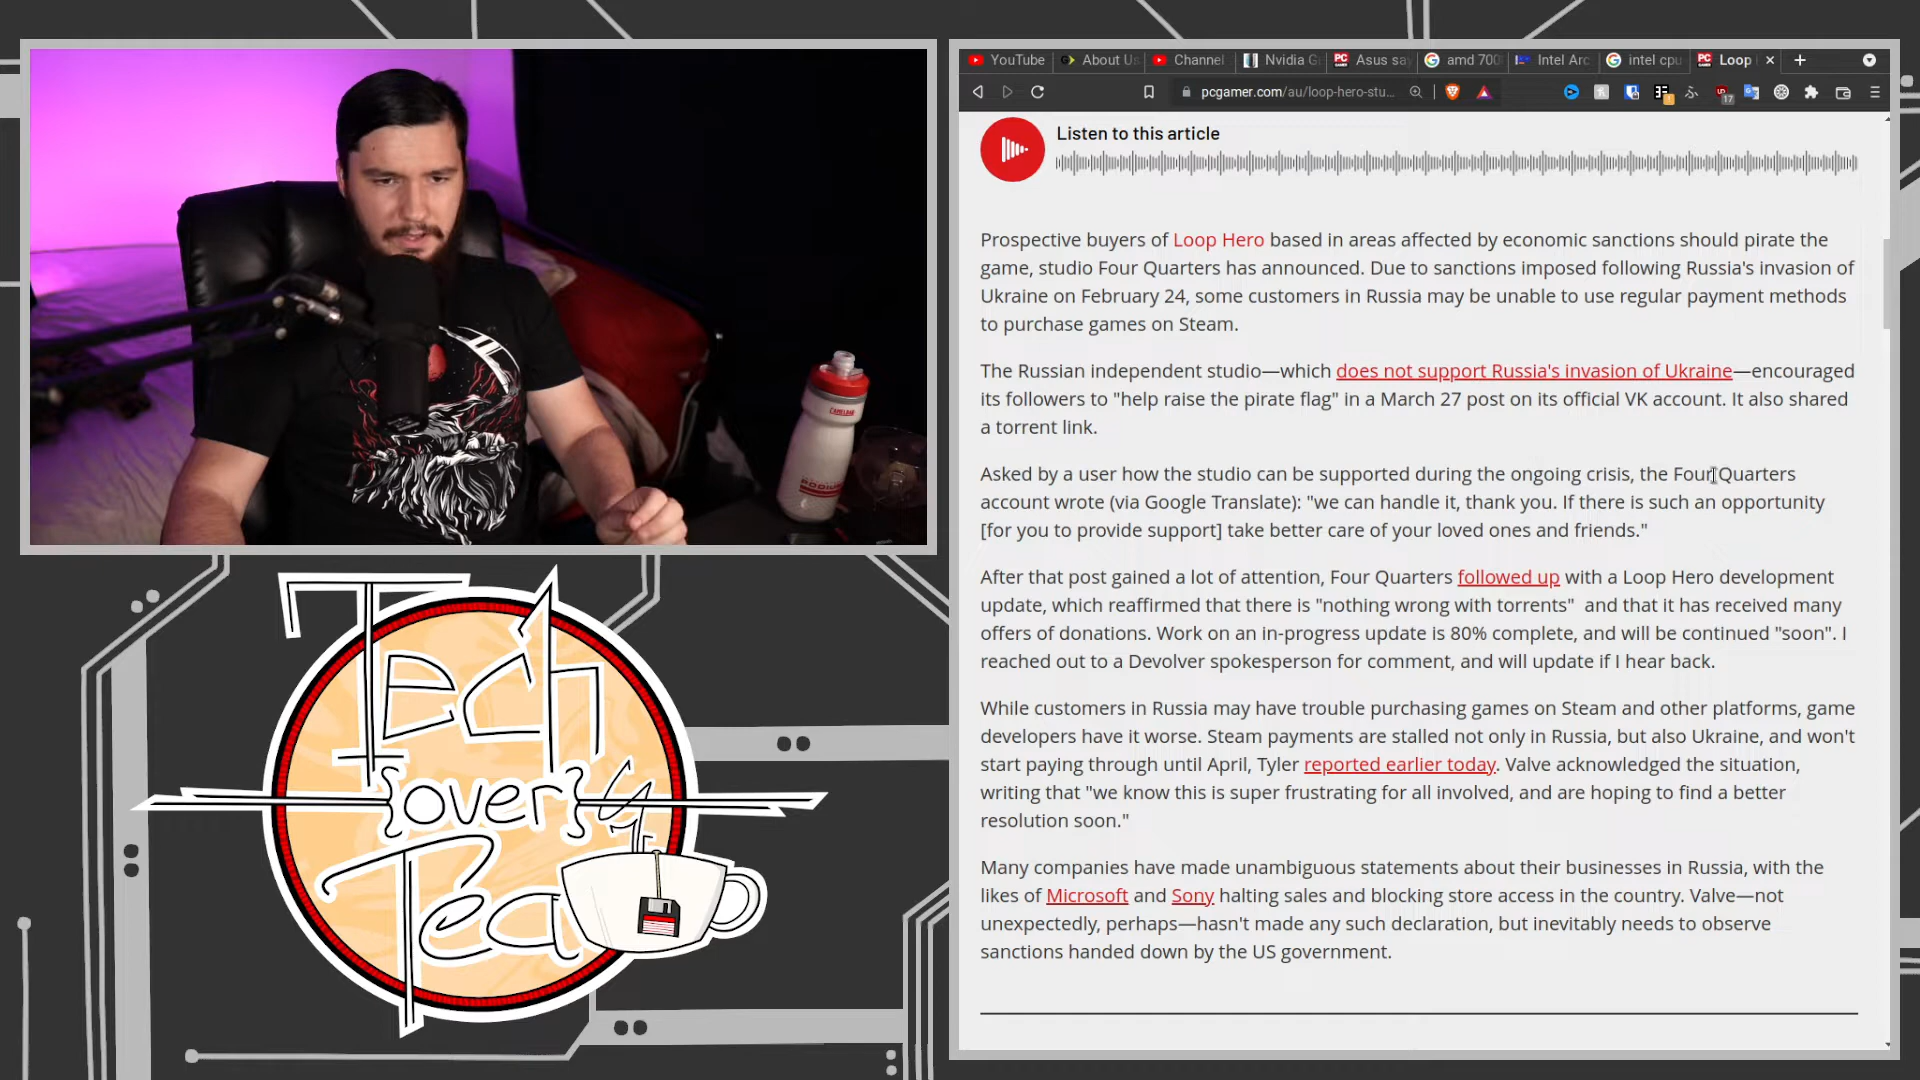 YouTube
About Us
Channel
Nvidia G
Asus say
amd 700
Intel Arc
intel cpu
Loop
pcgamer.com/au/loop-hero-stu...
17
Listen to this article
Prospective buyers of Loop Hero based in areas affected by economic sanctions should pirate the
game, studio Four Quarters has announced. Due to sanctions imposed following Russia's invasion of
Ukraine on February 24, some customers in Russia may be unable to use regular payment methods
to purchase games on Steam.
The Russian independent studio—which does not support Russia's invasion of Ukraine—encouraged
its followers to "help raise the pirate flag" in a March 27 post on its official VK account. It also shared
a torrent link.
Asked by a user how the studio can be supported during the ongoing crisis, the Four Quarters
account wrote (via Google Translate): "we can handle it, thank you. If there is such an opportunity
[for you to provide support] take better care of your loved ones and friends."
After that post gained a lot of attention, Four Quarters followed up with a Loop Hero development
update, which reaffirmed that there is "nothing wrong with torrents" and that it has received many
offers of donations. Work on an in-progress update is 80% complete, and will be continued "soon". I
reached out to a Devolver spokesperson for comment, and will update if I hear back.
While customers in Russia may have trouble purchasing games on Steam and other platforms, game
developers have it worse. Steam payments are stalled not only in Russia, but also Ukraine, and won't
start paying through until April, Tyler reported earlier today. Valve acknowledged the situation,
writing that "we know this is super frustrating for all involved, and are hoping to find a better
resolution soon."
Many companies have made unambiguous statements about their businesses in Russia, with the
likes of Microsoft and Sony halting sales and blocking store access in the country. Valve—not
unexpectedly, perhaps—hasn't made any such declaration, but inevitably needs to observe
sanctions handed down by the US government.
Tech
{over}
Tea
CAMELBAK
PODIUM